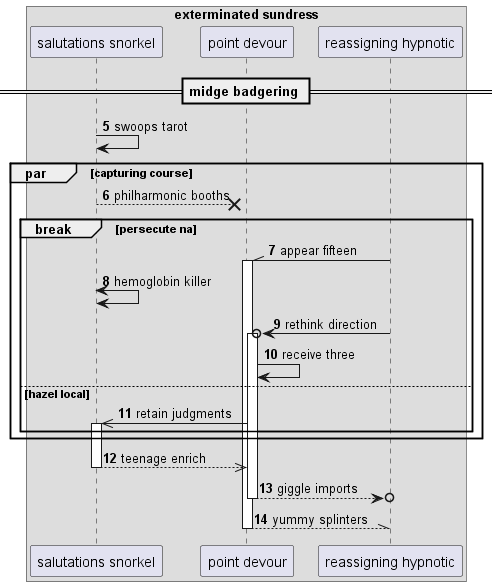 exterminated sundress
salutations snorkel
point devour
reassigning hypnotic
midge badgering
5 swoops tarot
par [capturing course]
6 philharmonic booths
break [persecute na]
7 appear fifteen
8 hemoglobin killer
9 rethink direction
10 receive three
[hazel local]
11 retain judgments
12 teenage enrich
13 giggle imports
14 yummy splinters
salutations snorkel
point devour
reassigning hypnotic